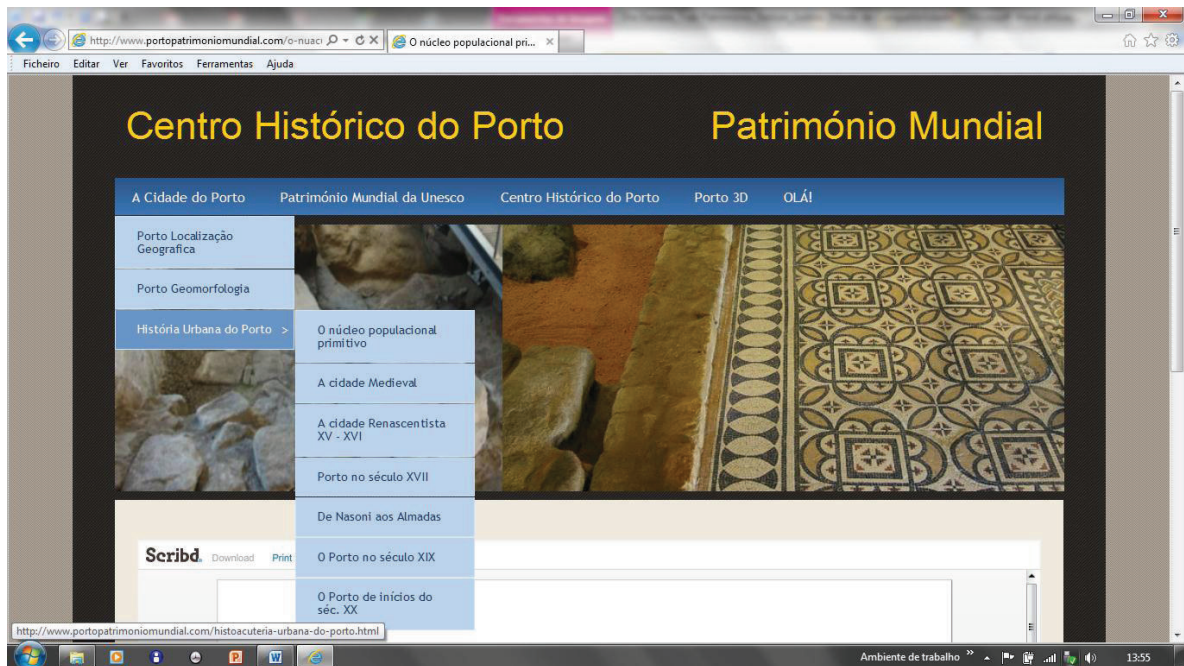 http://www.portopatrimoniomundial.com/o-nuaci
O núcleo populacional pri...
Ficheiro Editar Ver Favoritos Ferramentas Ajuda
Centro Histórico do Porto Património Mundial
A Cidade do Porto Património Mundial da Unesco Centro Histórico do Porto Porto 3D OLÁ!
Porto Localização
Geografica
Porto Geomorfologia
História Urbana do Porto >
O núcleo populacional
primitivo
A cidade Medieval
A cidade Renascentista
XV - XVI
Porto no século XVII
De Nasoni aos Almadas
O Porto no século XIX
O Porto de inícios do
séc. XX
Scribd. Download Print
http://www.portopatrimoniomundial.com/histoacuteria-urbana-do-porto.html
Ambiente de trabalho » 13:55